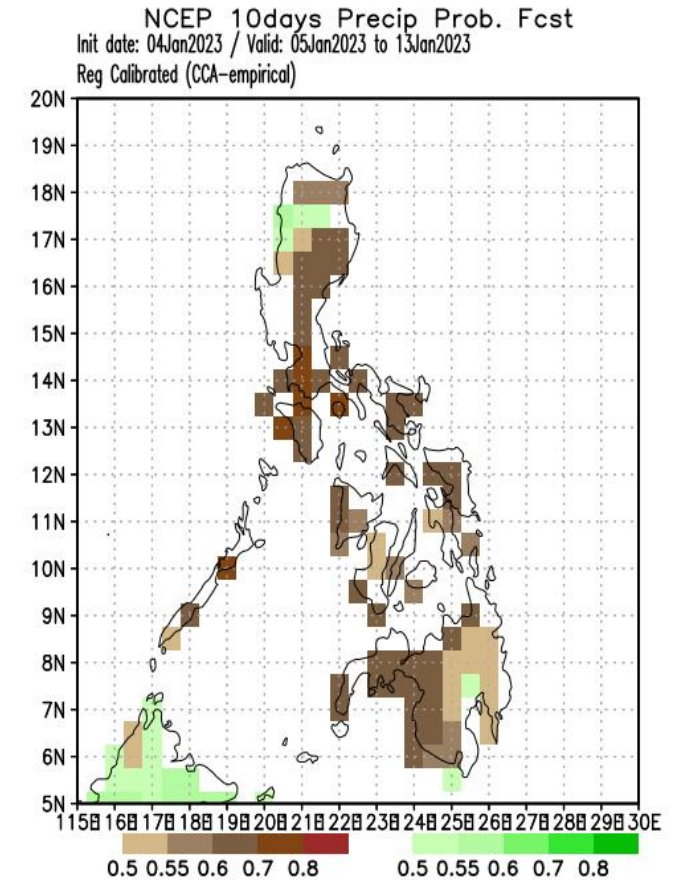 NCEP 10days Precip Prob. Fcst
Init date: 04Jan2023 / Valid: 05Jan2023 to 13Jan2023
Reg Calibrated (CCA-empirical)
20N
19N
18N
17N
16N
15N
14N
13N
12N
11N
10N
9N
8N
7N
6N
5N
115E 116E 117E 118E 119E 120E 121E 122E 123E 124E 125E 126E 127E 128E 129E 130E
0.5 0.55 0.6 0.7 0.8 0.5 0.55 0.6 0.7 0.8